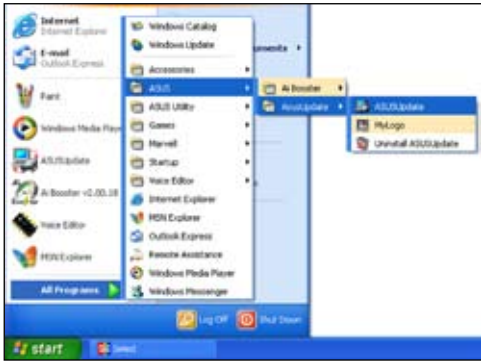 Internet
Internet Explorer
E-mail
Outlook Express
Paint
Windows Media Play
ASUSUpdate
Ai Booster v2.00.18
Voice Editor
MSN Explorer
All Programs
Windows Catalog
Windows Update
Accessories
ASUS
ASUS Utility
Games
Marvell
Startup
Voice Editor
Internet Explorer
MSN Explorer
Outlook Express
Remote Assistance
Windows Media Player
Windows Messenger
uments
Ai Booster
AsusUpdate
ASUSUpdate
MyLogo
Uninstall ASUSUpdate
Log Off
Shut Down
start